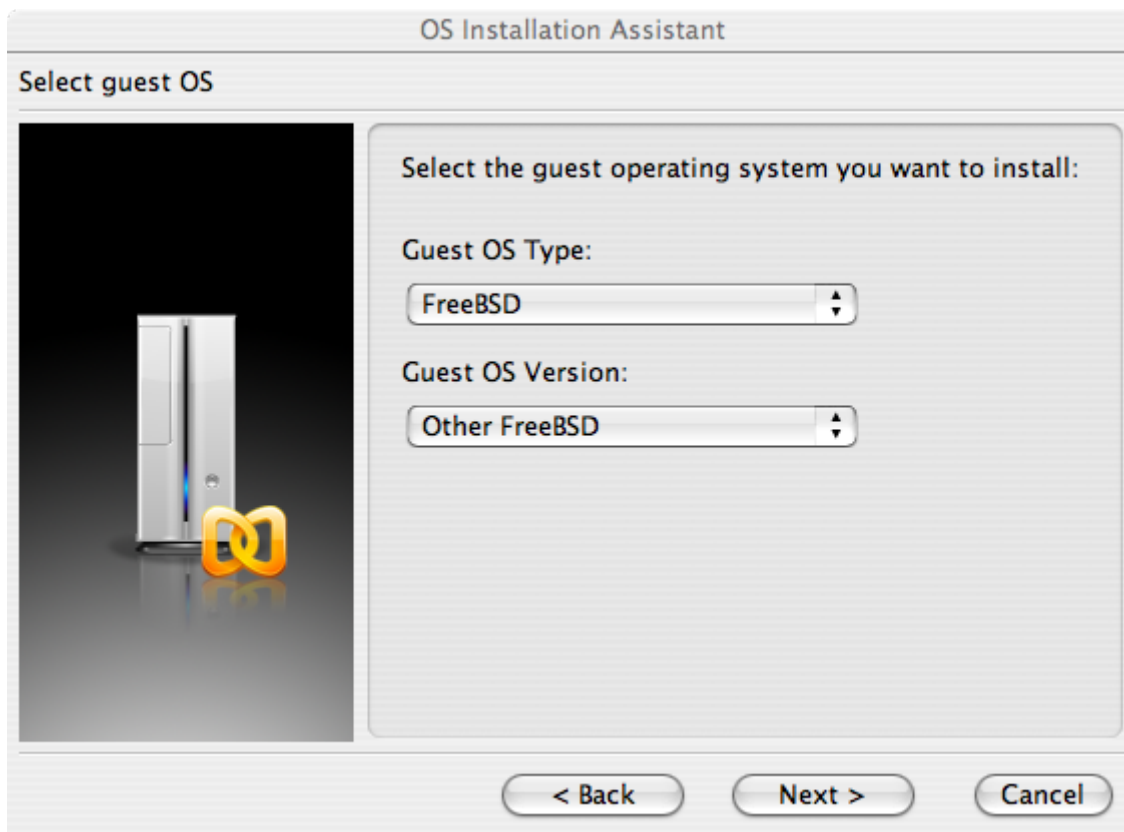 OS Installation Assistant
Select guest OS
Select the guest operating system you want to install:
Guest OS Type:
FreeBSD
Guest OS Version:
Other FreeBSD
< Back
Next >
Cancel